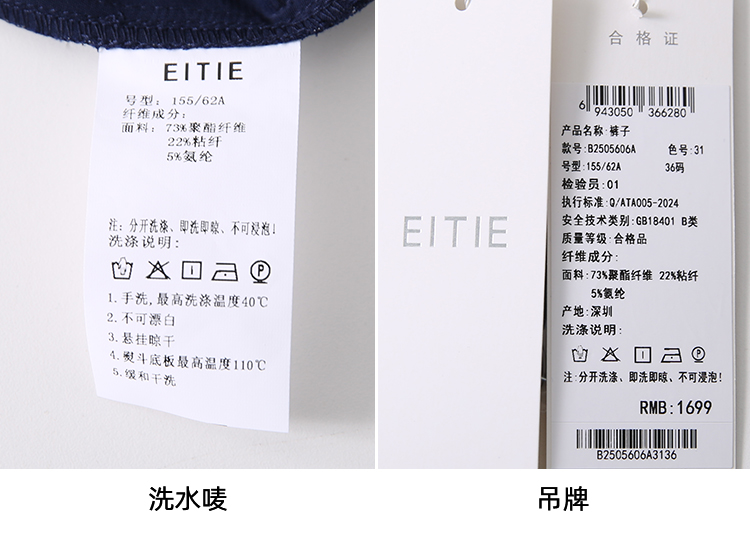 EITIE
号型: 155/62A
纤维成分:
面料: 73%聚酯纤维
22%粘纤
5%氨纶
注: 分开洗涤、即洗即晾、不可浸泡!
洗涤说明:
1.手洗,最高洗涤温度40℃
2.不可漂白
3.悬挂晾干
4.熨斗底板最高温度110℃
5.缓和干洗
洗水唛
EITIE
合格证
6 943050 366280
产品名称: 裤子
款号: B2505606A 色号: 31
号型: 155/62A 36码
检验员: 01
执行标准: Q/ATA005-2024
安全技术类别: GB18401 B类
质量等级: 合格品
纤维成分:
面料: 73%聚酯纤维 22%粘纤
5%氨纶
产地: 深圳
洗涤说明:
注: 分开洗涤、即洗即晾、不可浸泡!
RMB: 1699
B2505606A3136
吊牌